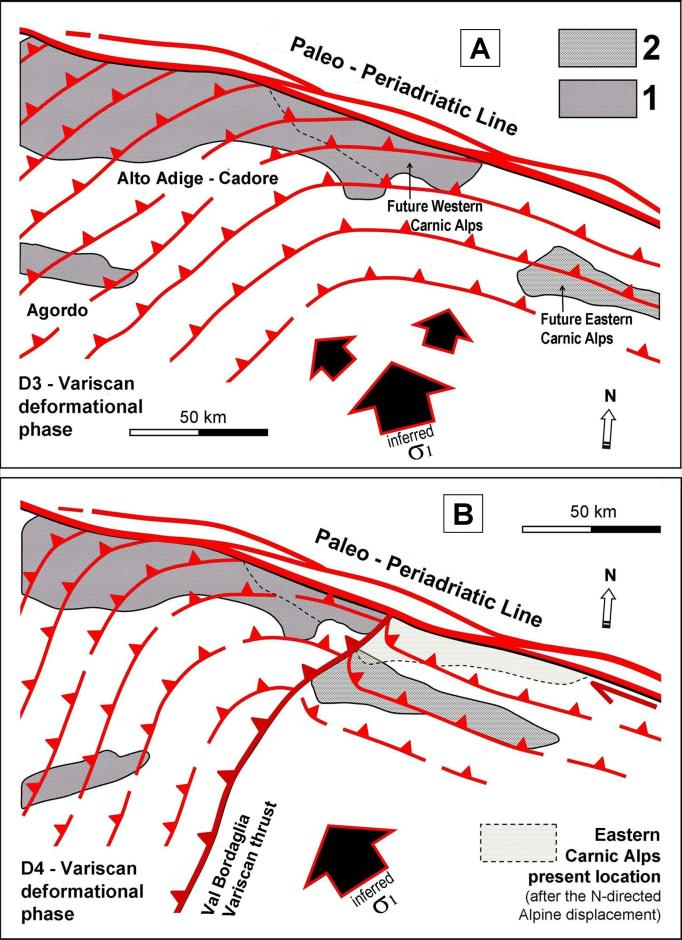 A
2
1
Paleo - Periadriatic Line
Alto Adige - Cadore
Future Western
Carnic Alps
Agordo
Future Eastern
Carnic Alps
D3 - Variscan
deformational
phase
50 km
inferred
σ1
N
B
50 km
Paleo - Periadriatic Line
N
Val Bordaglia
Variscan thrust
D4 - Variscan
deformational
phase
inferred
σ1
Eastern
Carnic Alps
present location
(after the N-directed
Alpine displacement)